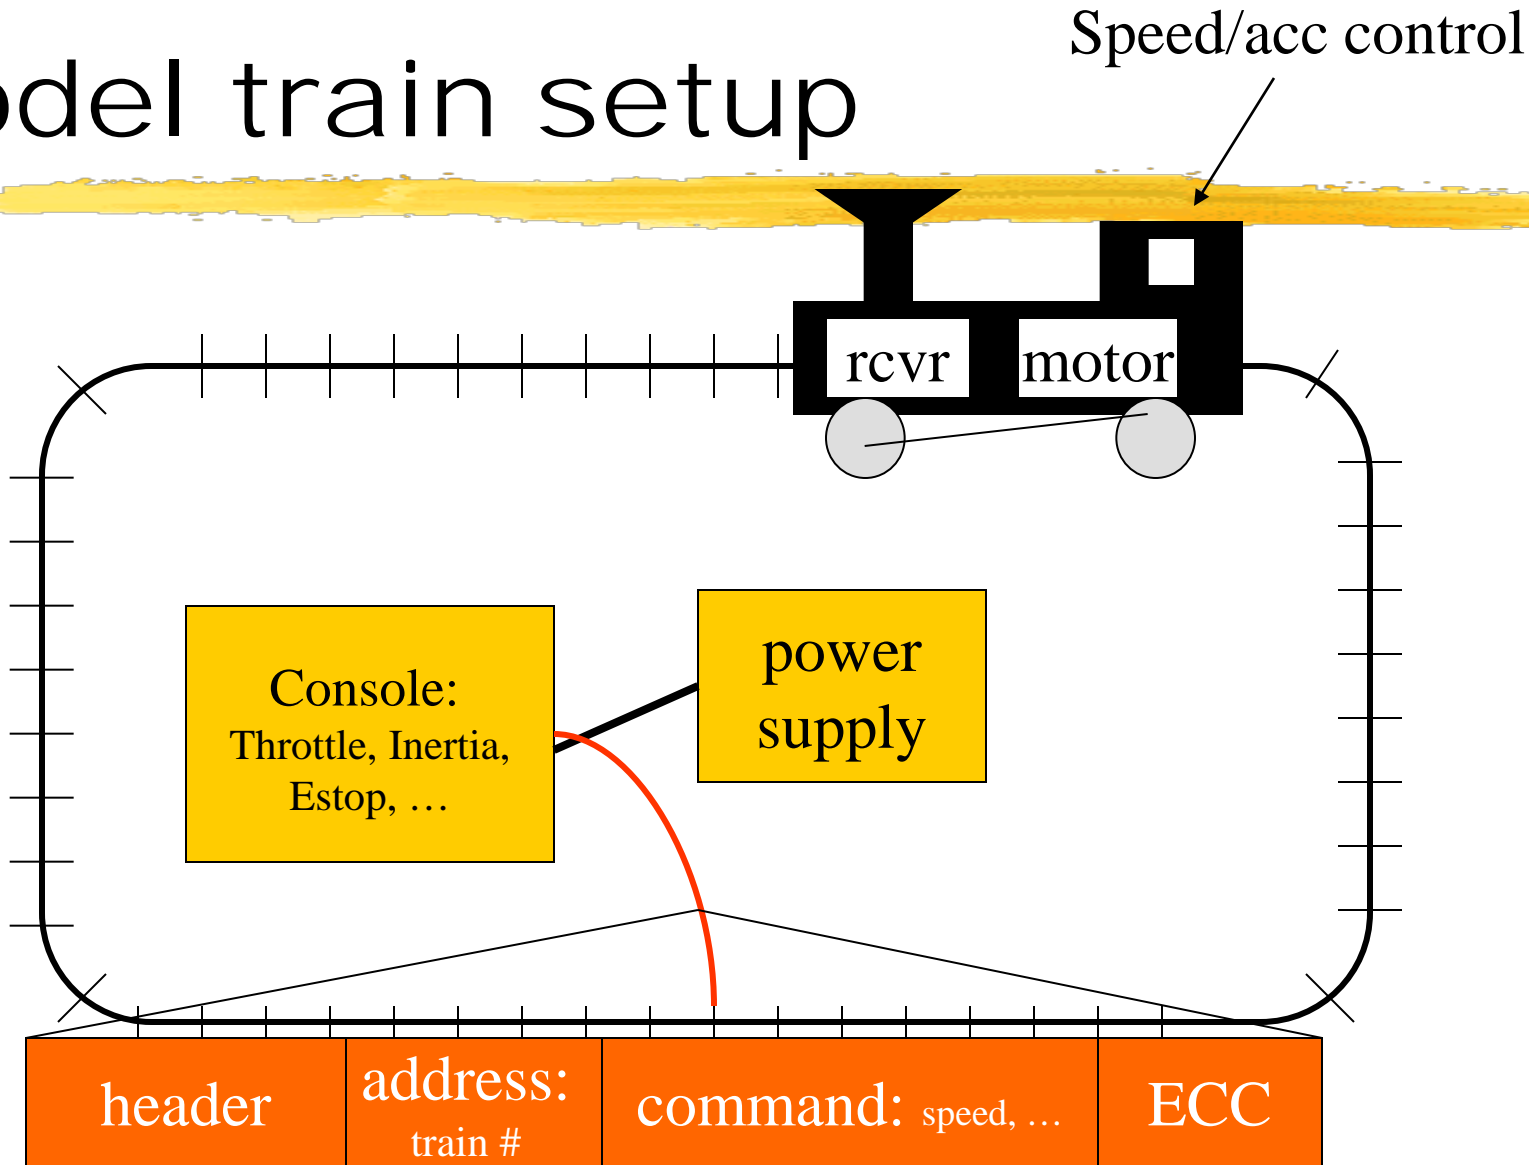 Speed/acc control
odel train setup
rcvr
motor
Console:
Throttle, Inertia,
Estop, …
power
supply
header
address:
train #
command: speed, …
ECC